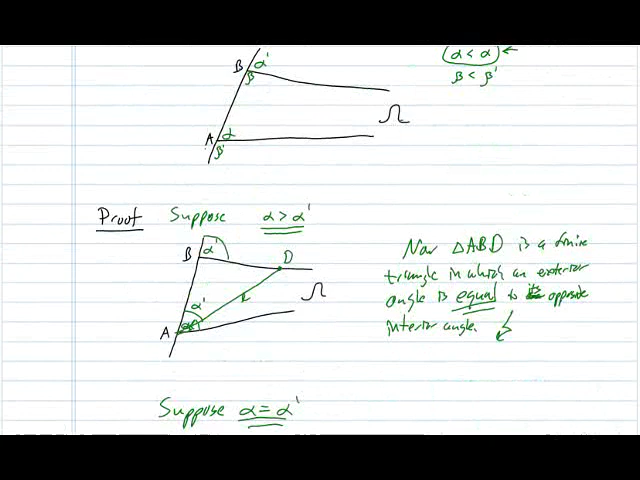 B α'
β
α < α' ←
β < β'
Ω
A α
β'
Proof Suppose α > α'
B α' D
Now △ABD is a finite
triangle in which an exterior
angle is equal to its opposite
interior angle.
α'
Ω
A
Suppose α = α'